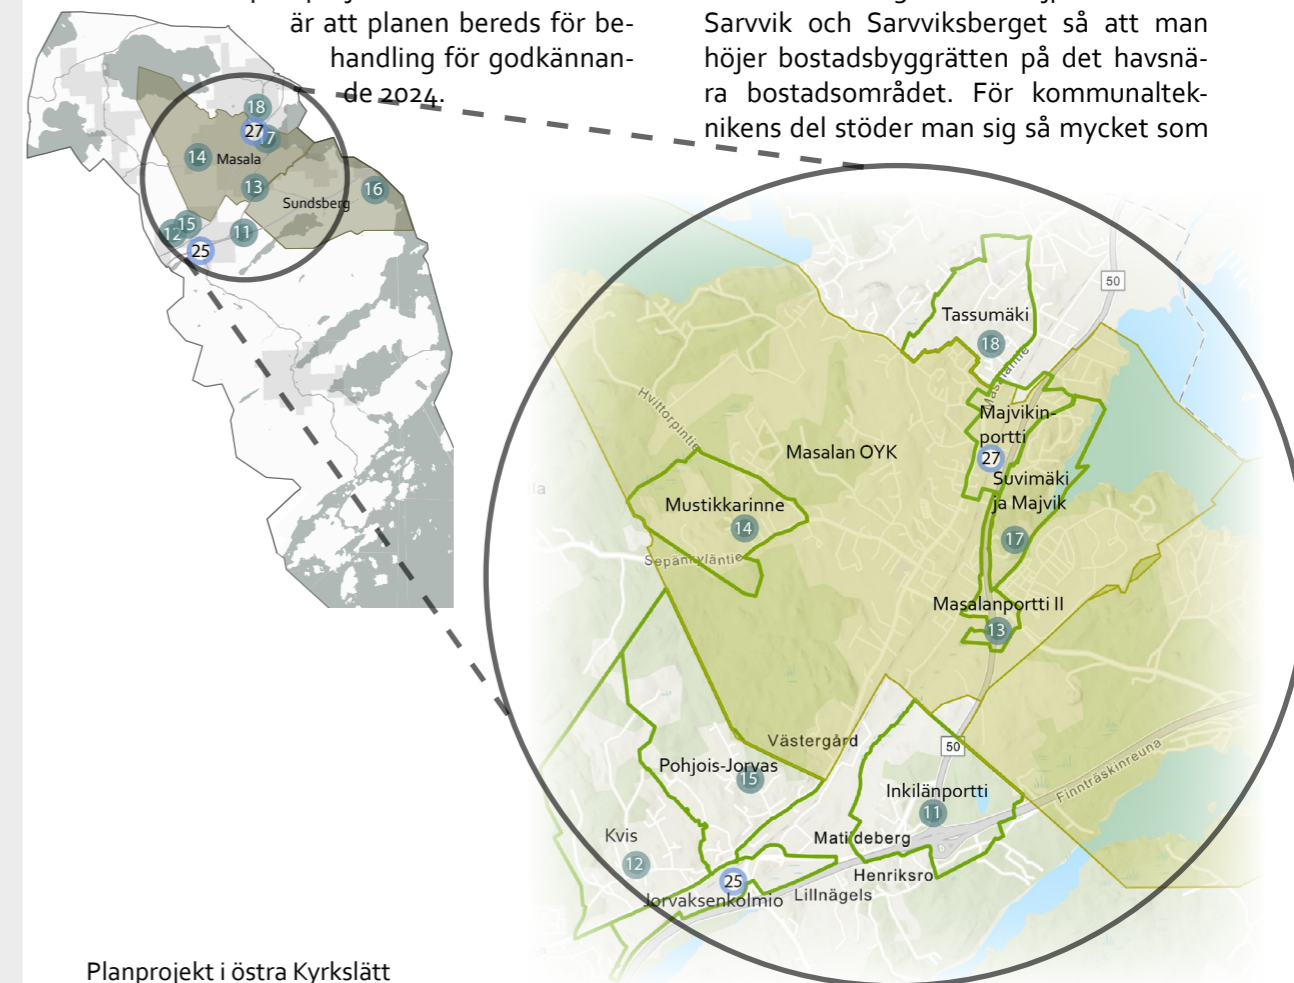 är att planen bereds för be-
handling för godkännan-
de 2024.
Sarvvik och Sarvviksberget så att man
höjer bostadsbyggrätten på det havsnä-
ra bostadsområdet. För kommunaltek-
nikens del stöder man sig så mycket som
18
27
17
14
Masala
13
16
Sundsberg
15
12
11
25
50
Tassumäki
18
Masalantie
Majvikin-
portti
27
Hvittorpintie
Masalan OYK
Suvimäki
ja Majvik
17
Mustikkarinne
14
Sepänkyläntie
Masalanportti II
13
Västergård
50
Finnträskinreuna
Pohjois-Jorvas
15
Inkilänportti
11
Kvis
12
Matildeberg
Henriksro
25
Lillnägels
Jorvaksenkolmio
Planprojekt i östra Kyrkslätt